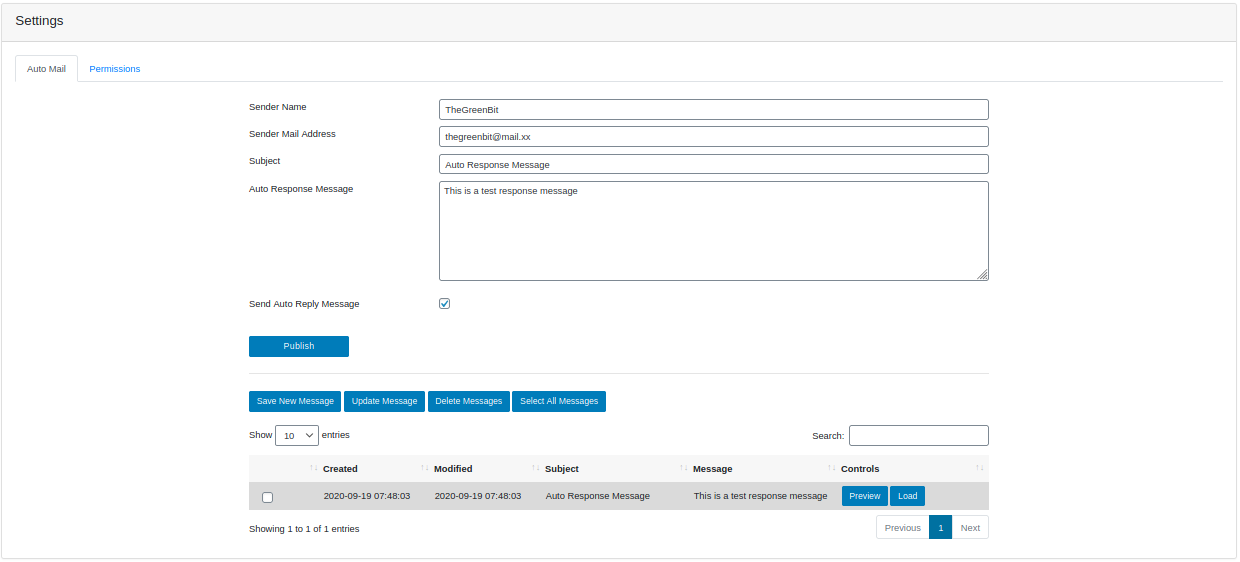 Settings
Auto Mail Permissions
Sender Name TheGreenBit
Sender Mail Address thegreenbit@mail.xx
Subject Auto Response Message
Auto Response Message This is a test response message
Send Auto Reply Message
Publish
Save New Message Update Message Delete Messages Select All Messages
Show 10 entries Search:
Created Modified Subject Message Controls
2020-09-19 07:48:03 2020-09-19 07:48:03 Auto Response Message This is a test response message Preview Load
Showing 1 to 1 of 1 entries Previous 1 Next